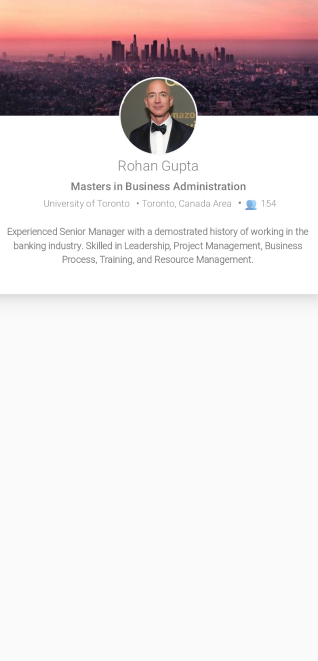 mazo
Rohan Gupta
Masters in Business Administration
University of Toronto • Toronto, Canada Area • 154
Experienced Senior Manager with a demostrated history of working in the
banking industry. Skilled in Leadership, Project Management, Business
Process, Training, and Resource Management.